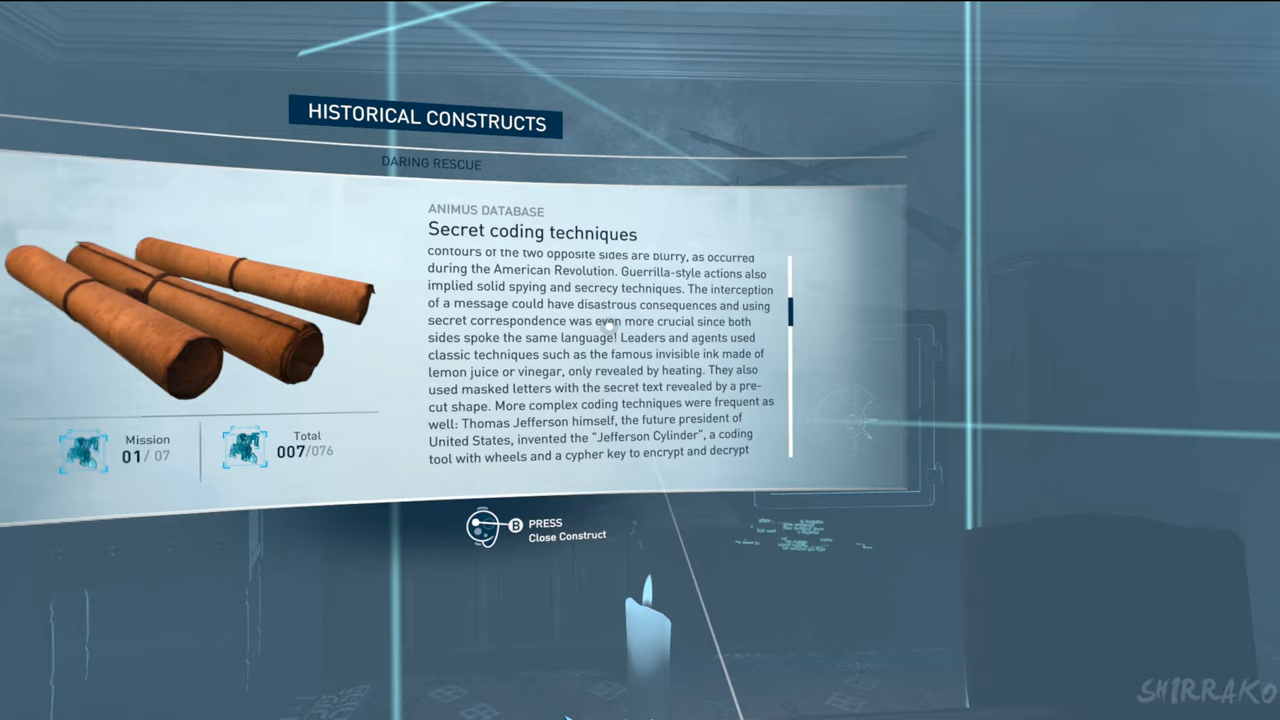 HISTORICAL CONSTRUCTS
DARING RESCUE
ANIMUS DATABASE
Secret coding techniques
contours of the two opposite sides are blurry, as occurred
during the American Revolution. Guerrilla-style actions also
implied solid spying and secrecy techniques. The interception
of a message could have disastrous consequences and using
secret correspondence was even more crucial since both
sides spoke the same language! Leaders and agents used
classic techniques such as the famous invisible ink made of
lemon juice or vinegar, only revealed by heating. They also
used masked letters with the secret text revealed by a pre-
cut shape. More complex coding techniques were frequent as
well: Thomas Jefferson himself, the future president of
United States, invented the "Jefferson Cylinder", a coding
tool with wheels and a cypher key to encrypt and decrypt
Mission
01/ 07
Total
007/076
B PRESS
Close Construct
SHIRRAKO